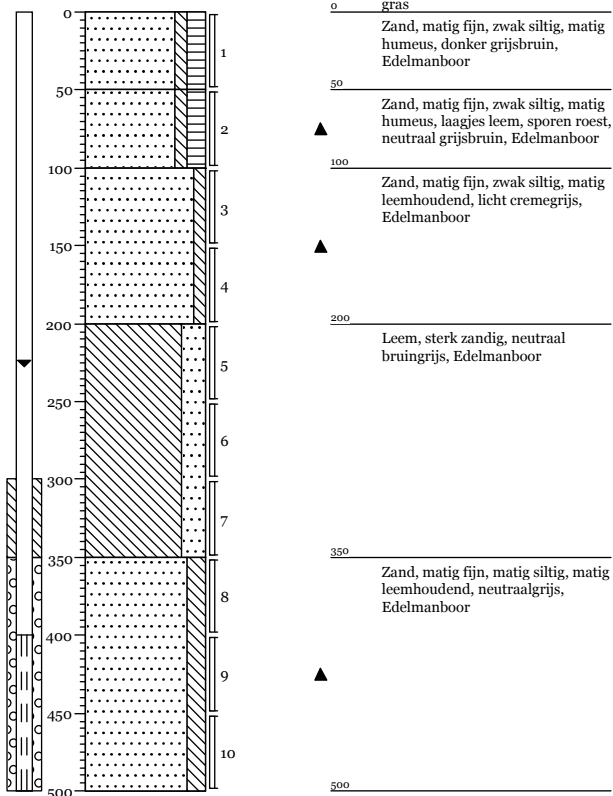 0
50
100
150
200
250
300
350
400
450
500
1
2
3
4
5
6
7
8
9
10
0
gras
Zand, matig fijn, zwak siltig, matig
humeus, donker grijsbruin,
Edelmanboor
50
Zand, matig fijn, zwak siltig, matig
humeus, laagjes leem, sporen roest,
neutraal grijsbruin, Edelmanboor
100
Zand, matig fijn, zwak siltig, matig
leemhoudend, licht cremegrijs,
Edelmanboor
200
Leem, sterk zandig, neutraal
bruingrijs, Edelmanboor
350
Zand, matig fijn, matig siltig, matig
leemhoudend, neutraalgrijs,
Edelmanboor
500